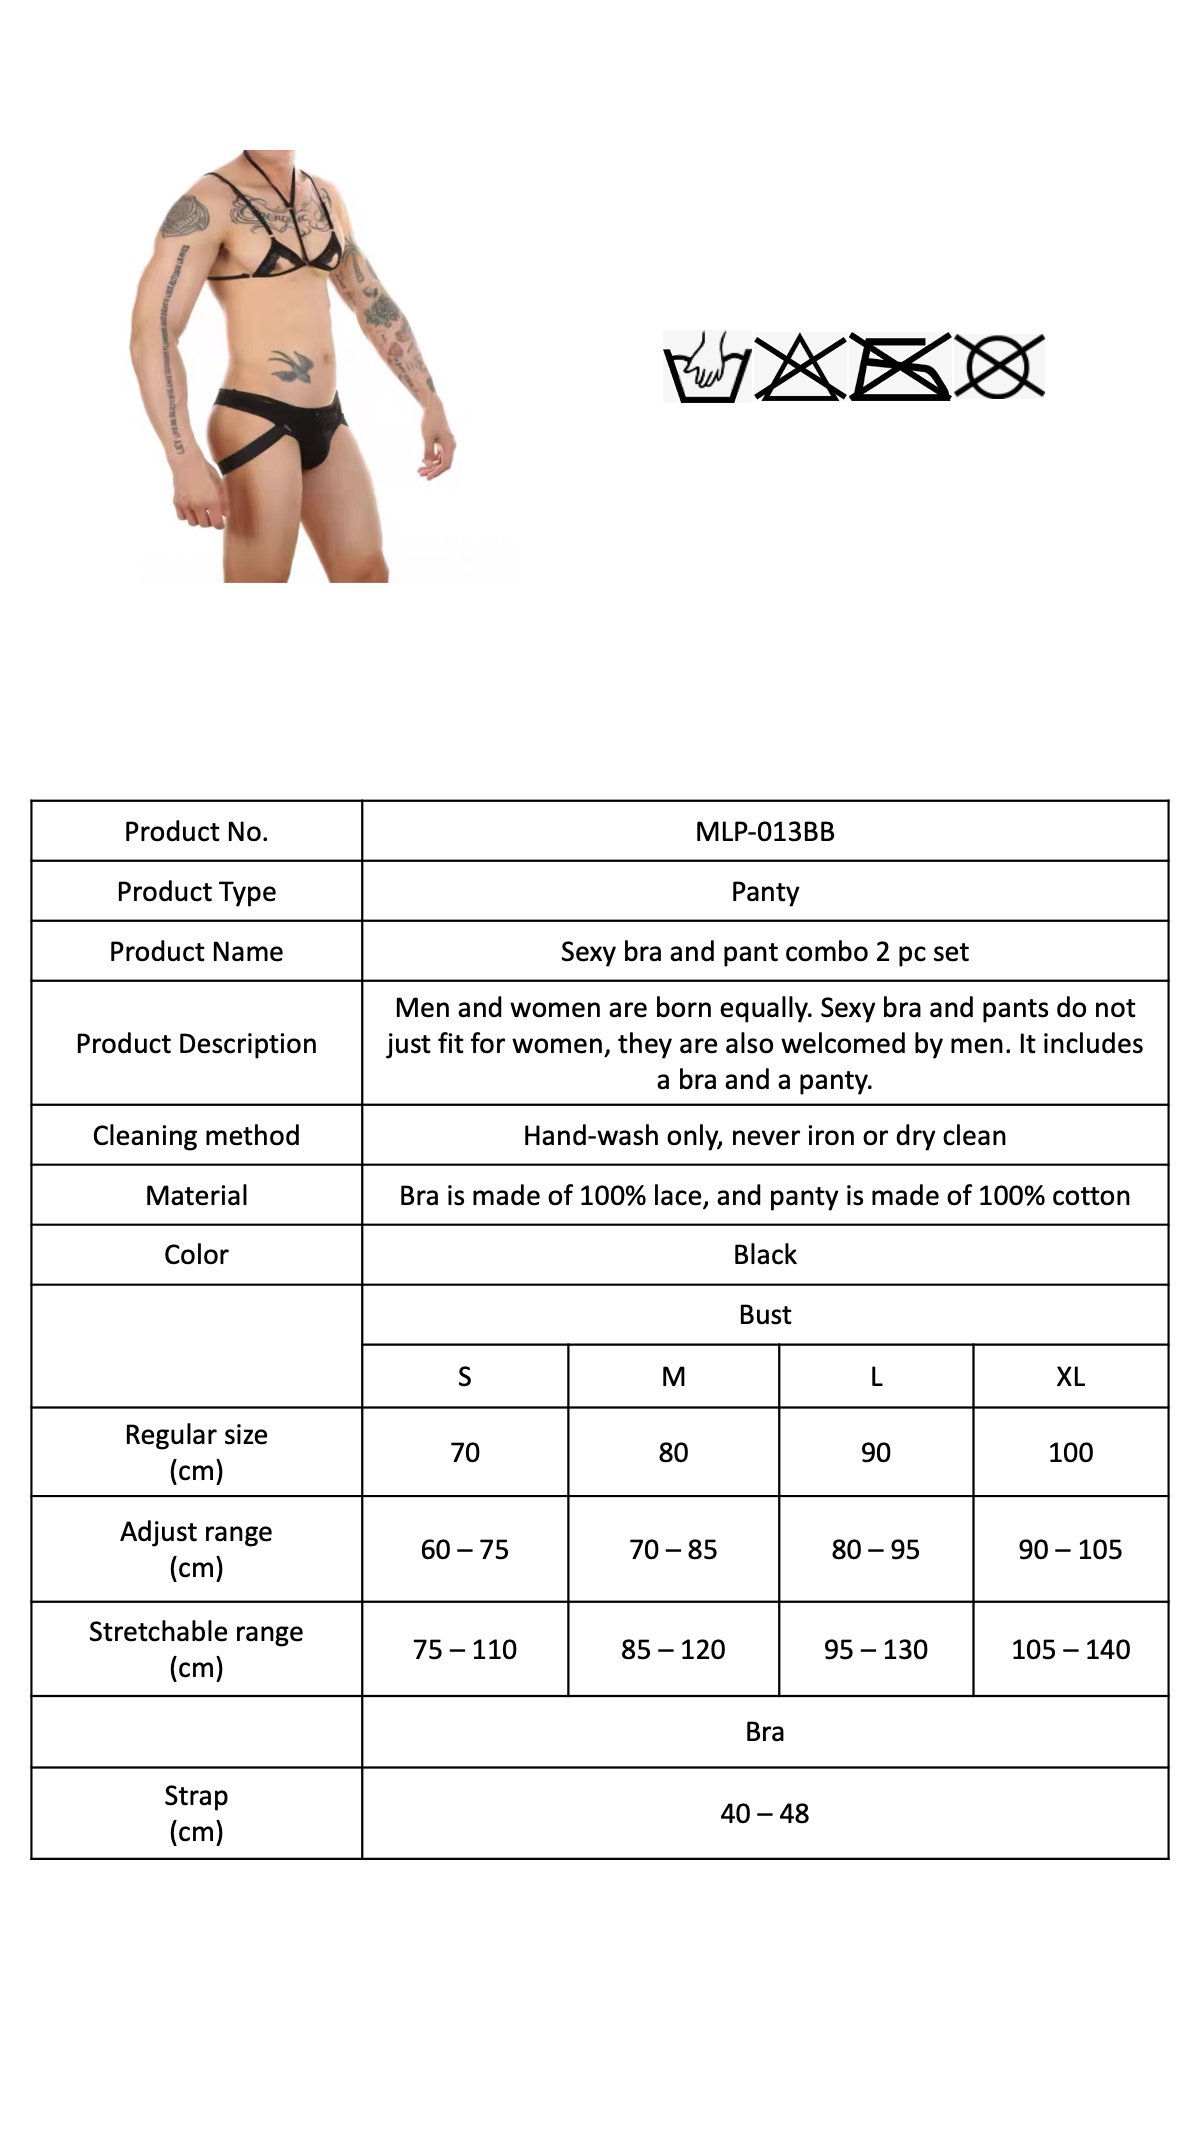 Product No.
MLP-013BB
Product Type
Panty
Product Name
Sexy bra and pant combo 2 pc set
Product Description
Men and women are born equally. Sexy bra and pants do not
just fit for women, they are also welcomed by men. It includes
a bra and a panty.
Cleaning method
Hand-wash only, never iron or dry clean
Material
Bra is made of 100% lace, and panty is made of 100% cotton
Color
Black
Bust
S
M
L
XL
Regular size
(cm)
70
80
90
100
Adjust range
(cm)
60 – 75
70 – 85
80 – 95
90 – 105
Stretchable range
(cm)
75 – 110
85 – 120
95 – 130
105 – 140
Bra
Strap
(cm)
40 – 48